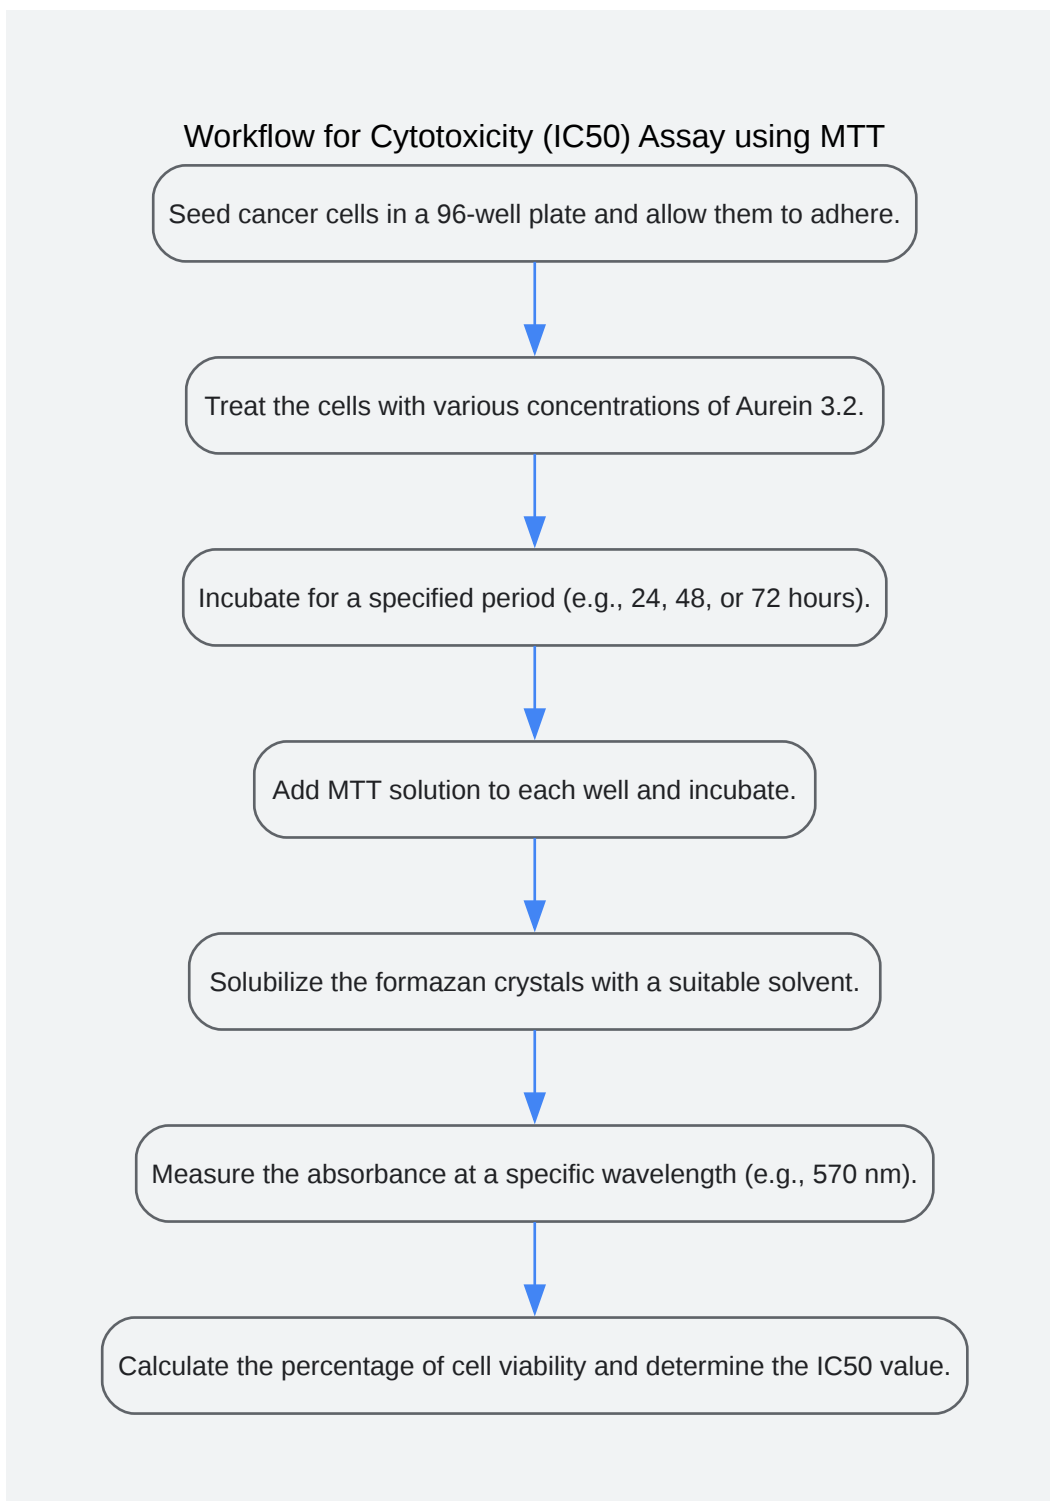 Workflow for Cytotoxicity (IC50) Assay using MTT
Seed cancer cells in a 96-well plate and allow them to adhere.
Treat the cells with various concentrations of Aurein 3.2.
Incubate for a specified period (e.g., 24, 48, or 72 hours).
Add MTT solution to each well and incubate.
Solubilize the formazan crystals with a suitable solvent.
Measure the absorbance at a specific wavelength (e.g., 570 nm).
Calculate the percentage of cell viability and determine the IC50 value.